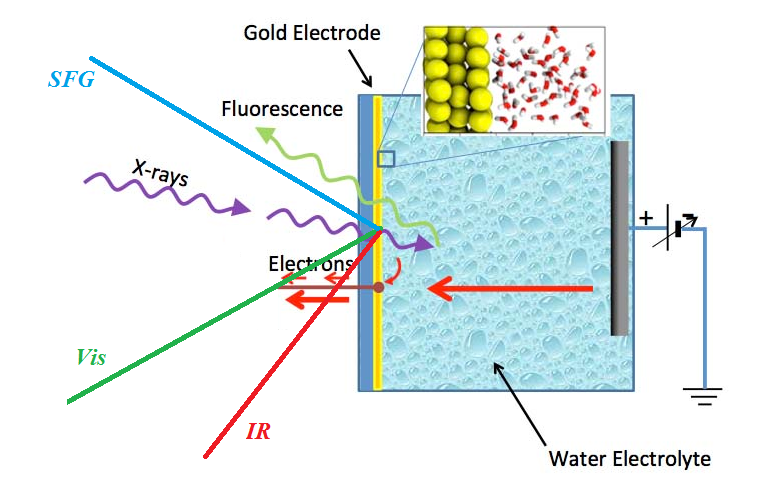 Gold Electrode
SFG
Fluorescence
X-rays
+
Electrons
Vis
IR
Water Electrolyte